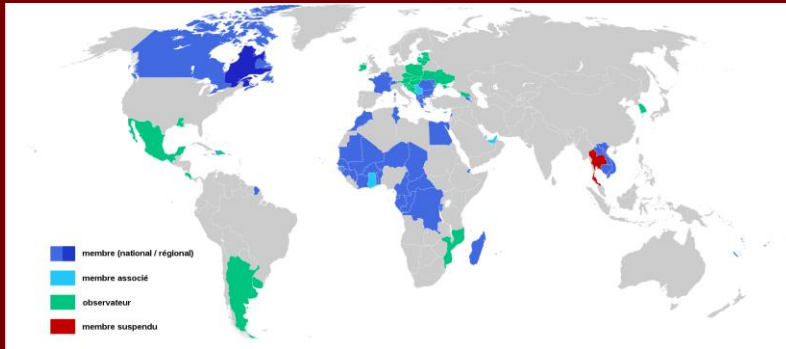 membre (national / régional)
membre associé
observateur
membre suspendu